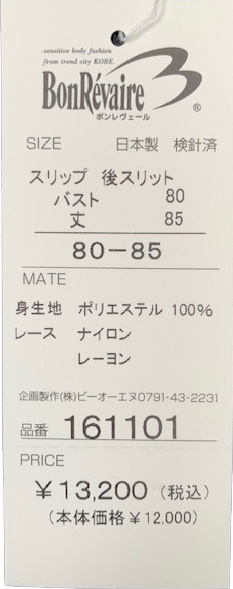 sensitive body fashion
from trend city KOBE.
BonRévaire 3 ®
ボンレヴェール
SIZE 日本製 検針済
スリップ 後スリット
バスト 80
丈 85
80-85
MATE
身生地 ポリエステル 100%
レース ナイロン
レーヨン
企画製作(株)ビーオーエヌ0791-43-2231
品番 161101
PRICE
¥13,200(税込)
(本体価格¥12,000)